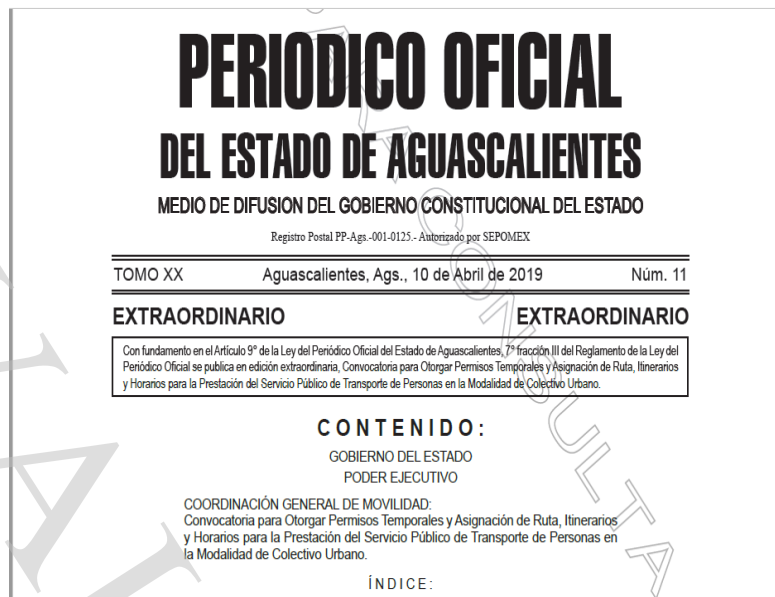 PERIODICO OFICIAL
DEL ESTADO DE AGUASCALIENTES
MEDIO DE DIFUSION DEL GOBIERNO CONSTITUCIONAL DEL ESTADO
Registro Postal PP-Ags.-001-0125.- Autorizado por SEPOMEX
TOMO XX Aguascalientes, Ags., 10 de Abril de 2019 Núm. 11
EXTRAORDINARIO EXTRAORDINARIO
Con fundamento en el Artículo 9° de la Ley del Periódico Oficial del Estado de Aguascalientes, 7° fracción III del Reglamento de la Ley del
Periódico Oficial se publica en edición extraordinaria, Convocatoria para Otorgar Permisos Temporales y Asignación de Ruta, Itinerarios
y Horarios para la Prestación del Servicio Público de Transporte de Personas en la Modalidad de Colectivo Urbano.
CONTENIDO:
GOBIERNO DEL ESTADO
PODER EJECUTIVO
COORDINACIÓN GENERAL DE MOVILIDAD:
Convocatoria para Otorgar Permisos Temporales y Asignación de Ruta, Itinerarios
y Horarios para la Prestación del Servicio Público de Transporte de Personas en
la Modalidad de Colectivo Urbano.
ÍNDICE:
CONSULTA